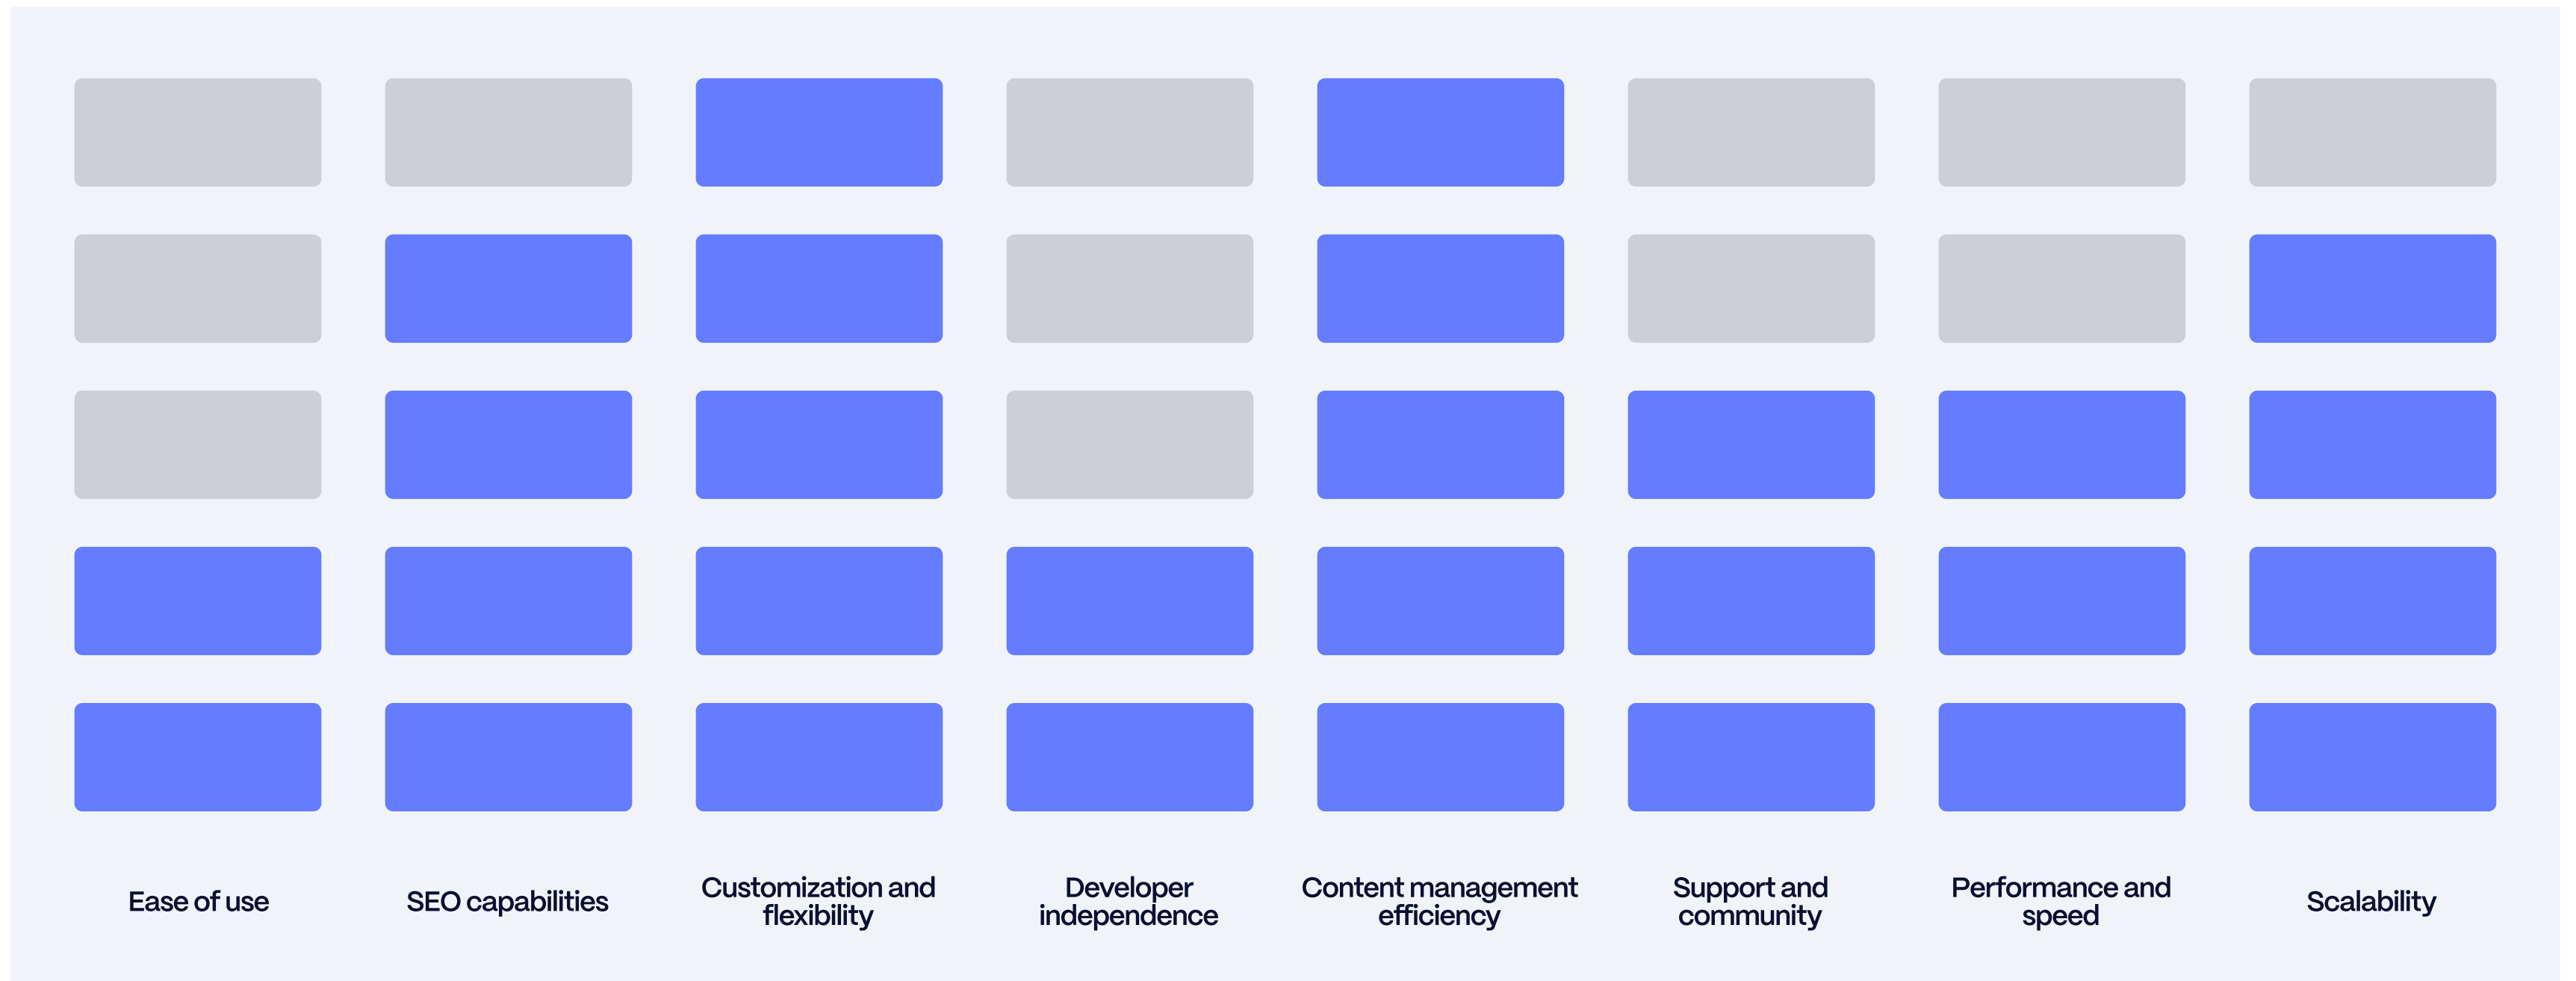 Ease of use
SEO capabilities
Customization and
flexibility
Developer
independence
Content management
efficiency
Support and
community
Performance and
speed
Scalability